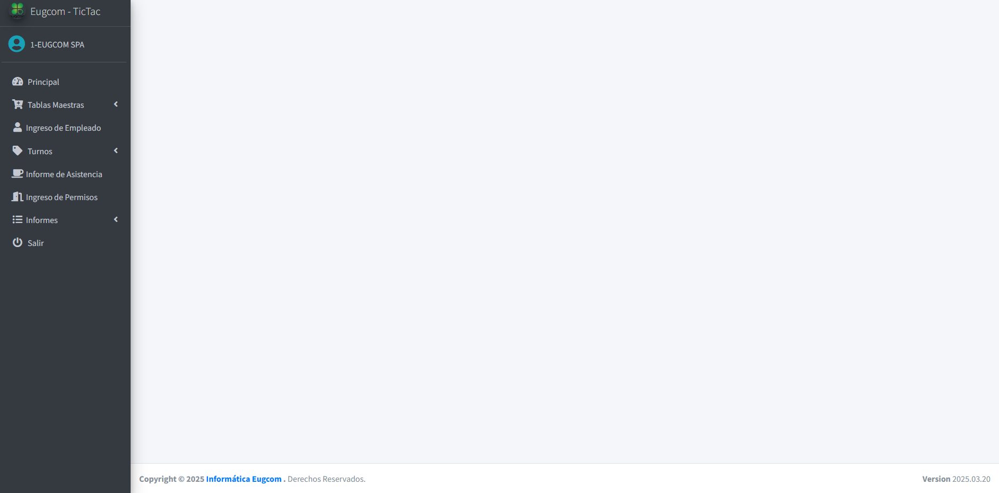 Eugcom - TicTac
1-EUGCOM SPA
Principal
Tablas Maestras
Ingreso de Empleado
Turnos
Informe de Asistencia
Ingreso de Permisos
Informes
Salir
Copyright © 2025 Informática Eugcom . Derechos Reservados.
Version 2025.03.20